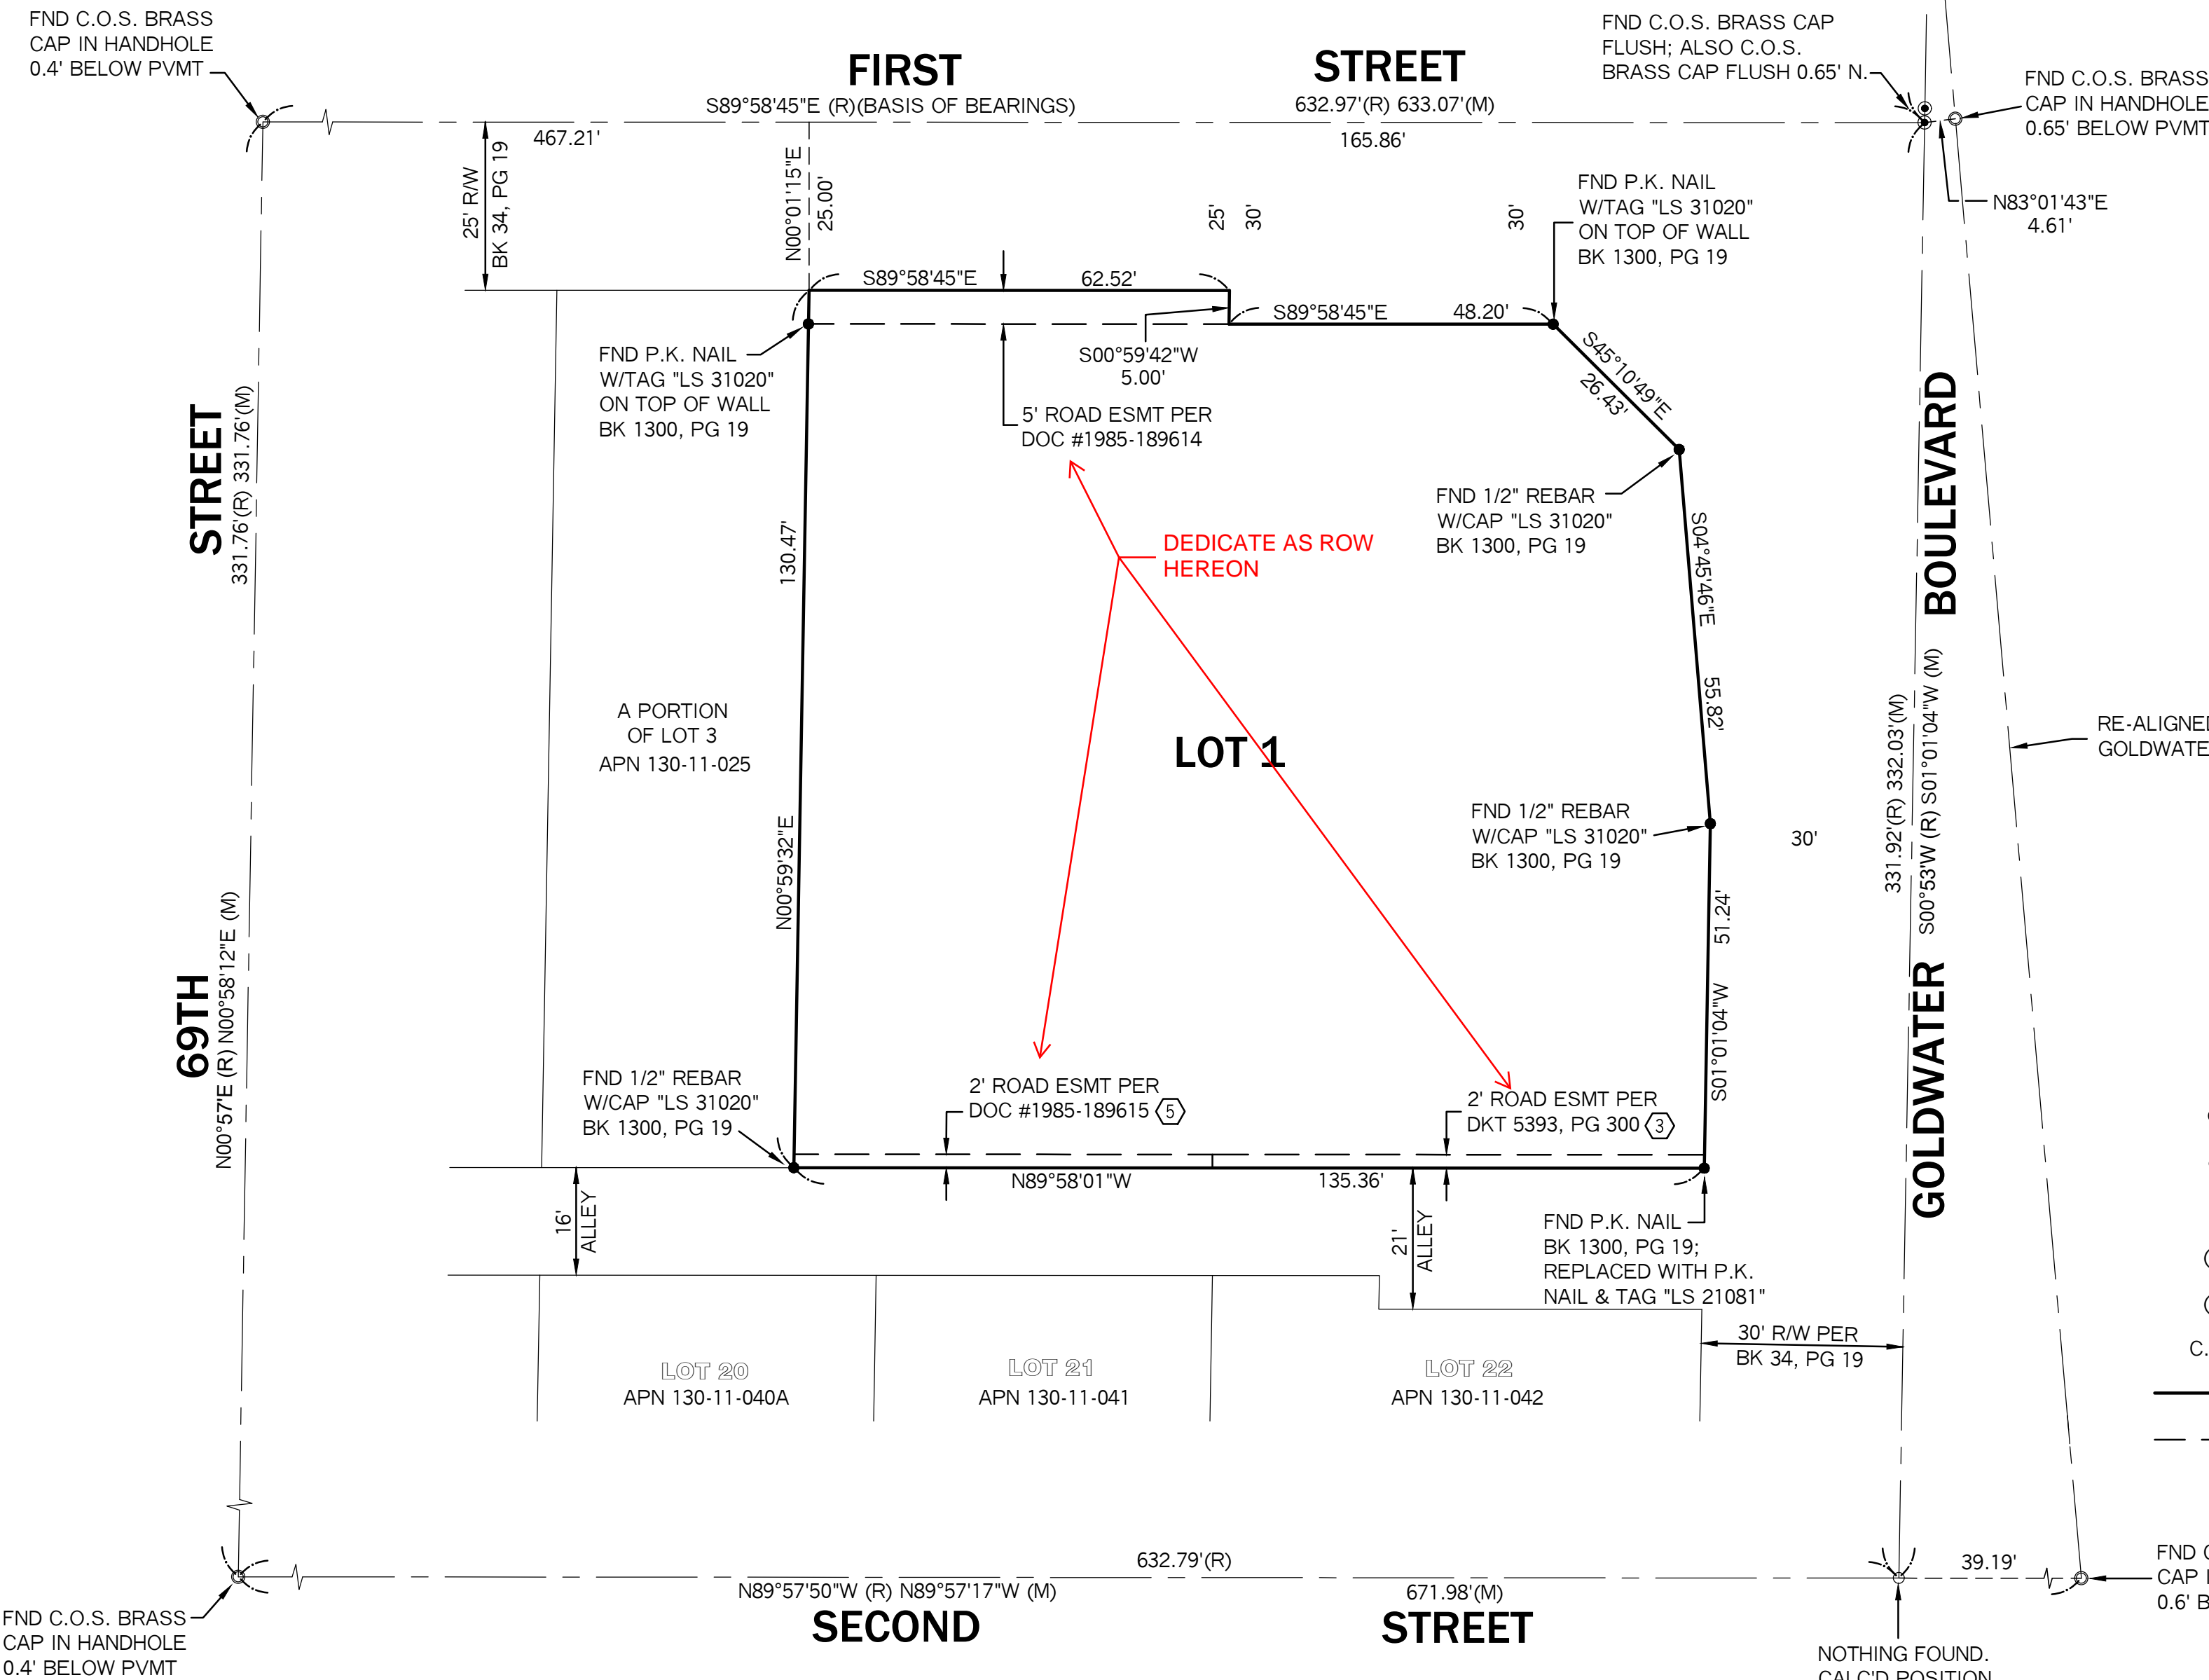 FND C.O.S. BRASS
CAP IN HANDHOLE
0.4' BELOW PVMT
FIRST STREET
S89°58'45"E (R)(BASIS OF BEARINGS)
632.97'(R) 633.07'(M)
467.21'
165.86'
FND C.O.S. BRASS CAP
FLUSH; ALSO C.O.S.
BRASS CAP FLUSH 0.65' N.
FND C.O.S. BRASS
CAP IN HANDHOLE
0.65' BELOW PVMT
N83°01'43"E
4.61'
25' R/W
BK 34, PG 19
N00°01'15"E
25.00'
25'
30'
30'
FND P.K. NAIL
W/TAG "LS 31020"
ON TOP OF WALL
BK 1300, PG 19
S89°58'45"E
62.52'
S89°58'45"E
48.20'
S00°59'42"W
5.00'
FND P.K. NAIL
W/TAG "LS 31020"
ON TOP OF WALL
BK 1300, PG 19
5' ROAD ESMT PER
DOC #1985-189614
S45°10'49"E
26.43'
STREET
331.76'(R) 331.76'(M)
BOULEVARD
FND 1/2" REBAR
W/CAP "LS 31020"
BK 1300, PG 19
130.47'
DEDICATE AS ROW
HEREON
S04°45'46"E
55.82'
A PORTION
OF LOT 3
APN 130-11-025
LOT 1
331.92'(R) 332.03'(M)
S00°53'W (R) S01°01'04"W (M)
RE-ALIGNED
GOLDWATE
N00°59'32"E
FND 1/2" REBAR
W/CAP "LS 31020"
BK 1300, PG 19
30'
51.24'
69TH
N00°57'E (R) N00°58'12"E (M)
S01°01'04"W
GOLDWATER
FND 1/2" REBAR
W/CAP "LS 31020"
BK 1300, PG 19
2' ROAD ESMT PER
DOC #1985-189615 5
2' ROAD ESMT PER
DKT 5393, PG 300 3
N89°58'01"W
135.36'
16'
ALLEY
21'
ALLEY
FND P.K. NAIL
BK 1300, PG 19;
REPLACED WITH P.K.
NAIL & TAG "LS 21081"
30' R/W PER
BK 34, PG 19
C.
LOT 20
APN 130-11-040A
LOT 21
APN 130-11-041
LOT 22
APN 130-11-042
632.79'(R)
39.19'
N89°57'50"W (R) N89°57'17"W (M)
671.98'(M)
SECOND STREET
FND C.O.S. BRASS
CAP IN HANDHOLE
0.4' BELOW PVMT
FND
CAP
0.6' B
NOTHING FOUND.
CALC'D POSITION